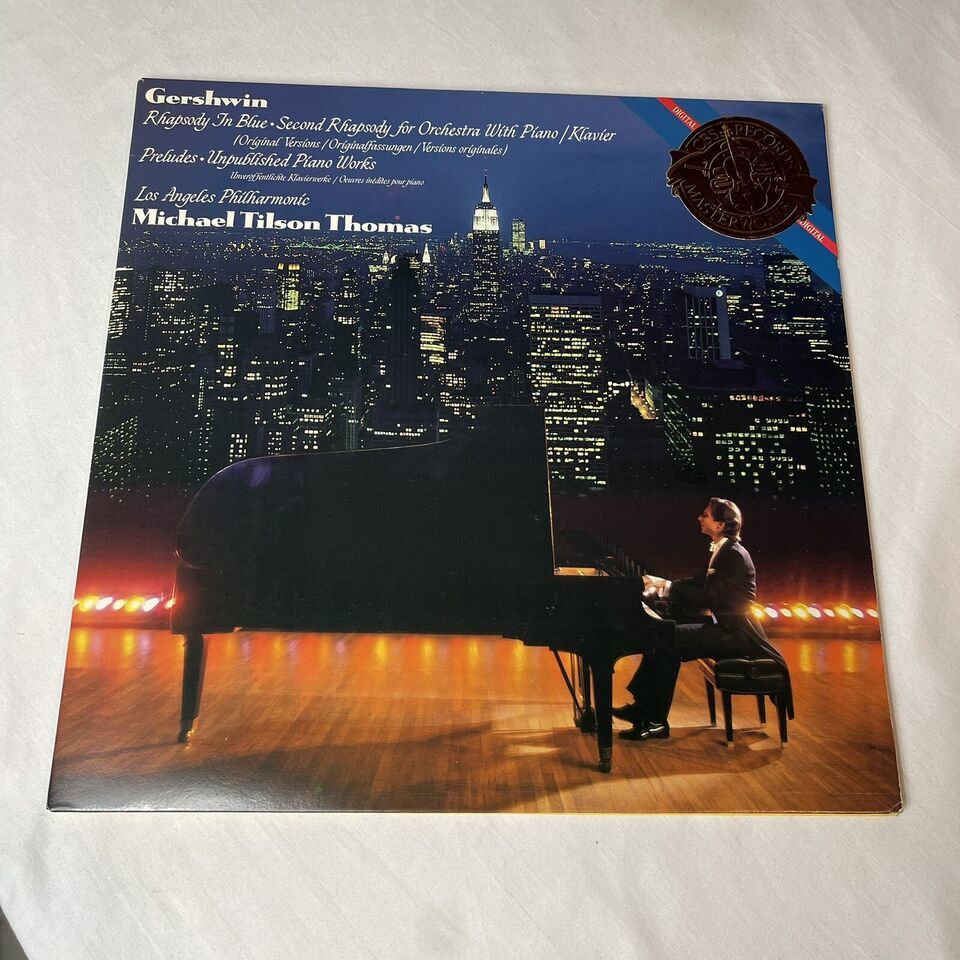 Gershwin
Rhapsody In Blue • Second Rhapsody for Orchestra With Piano / Klavier
(Original Versions / Originalfassungen / Versions originales)
Preludes • Unpublished Piano Works
Unveröffentlichte Klavierwerke / Oeuvres inédites pour piano
Los Angeles Philharmonic
Michael Tilson Thomas
DIGITAL
CBS RECORDS
MASTERWORKS
DIGITAL